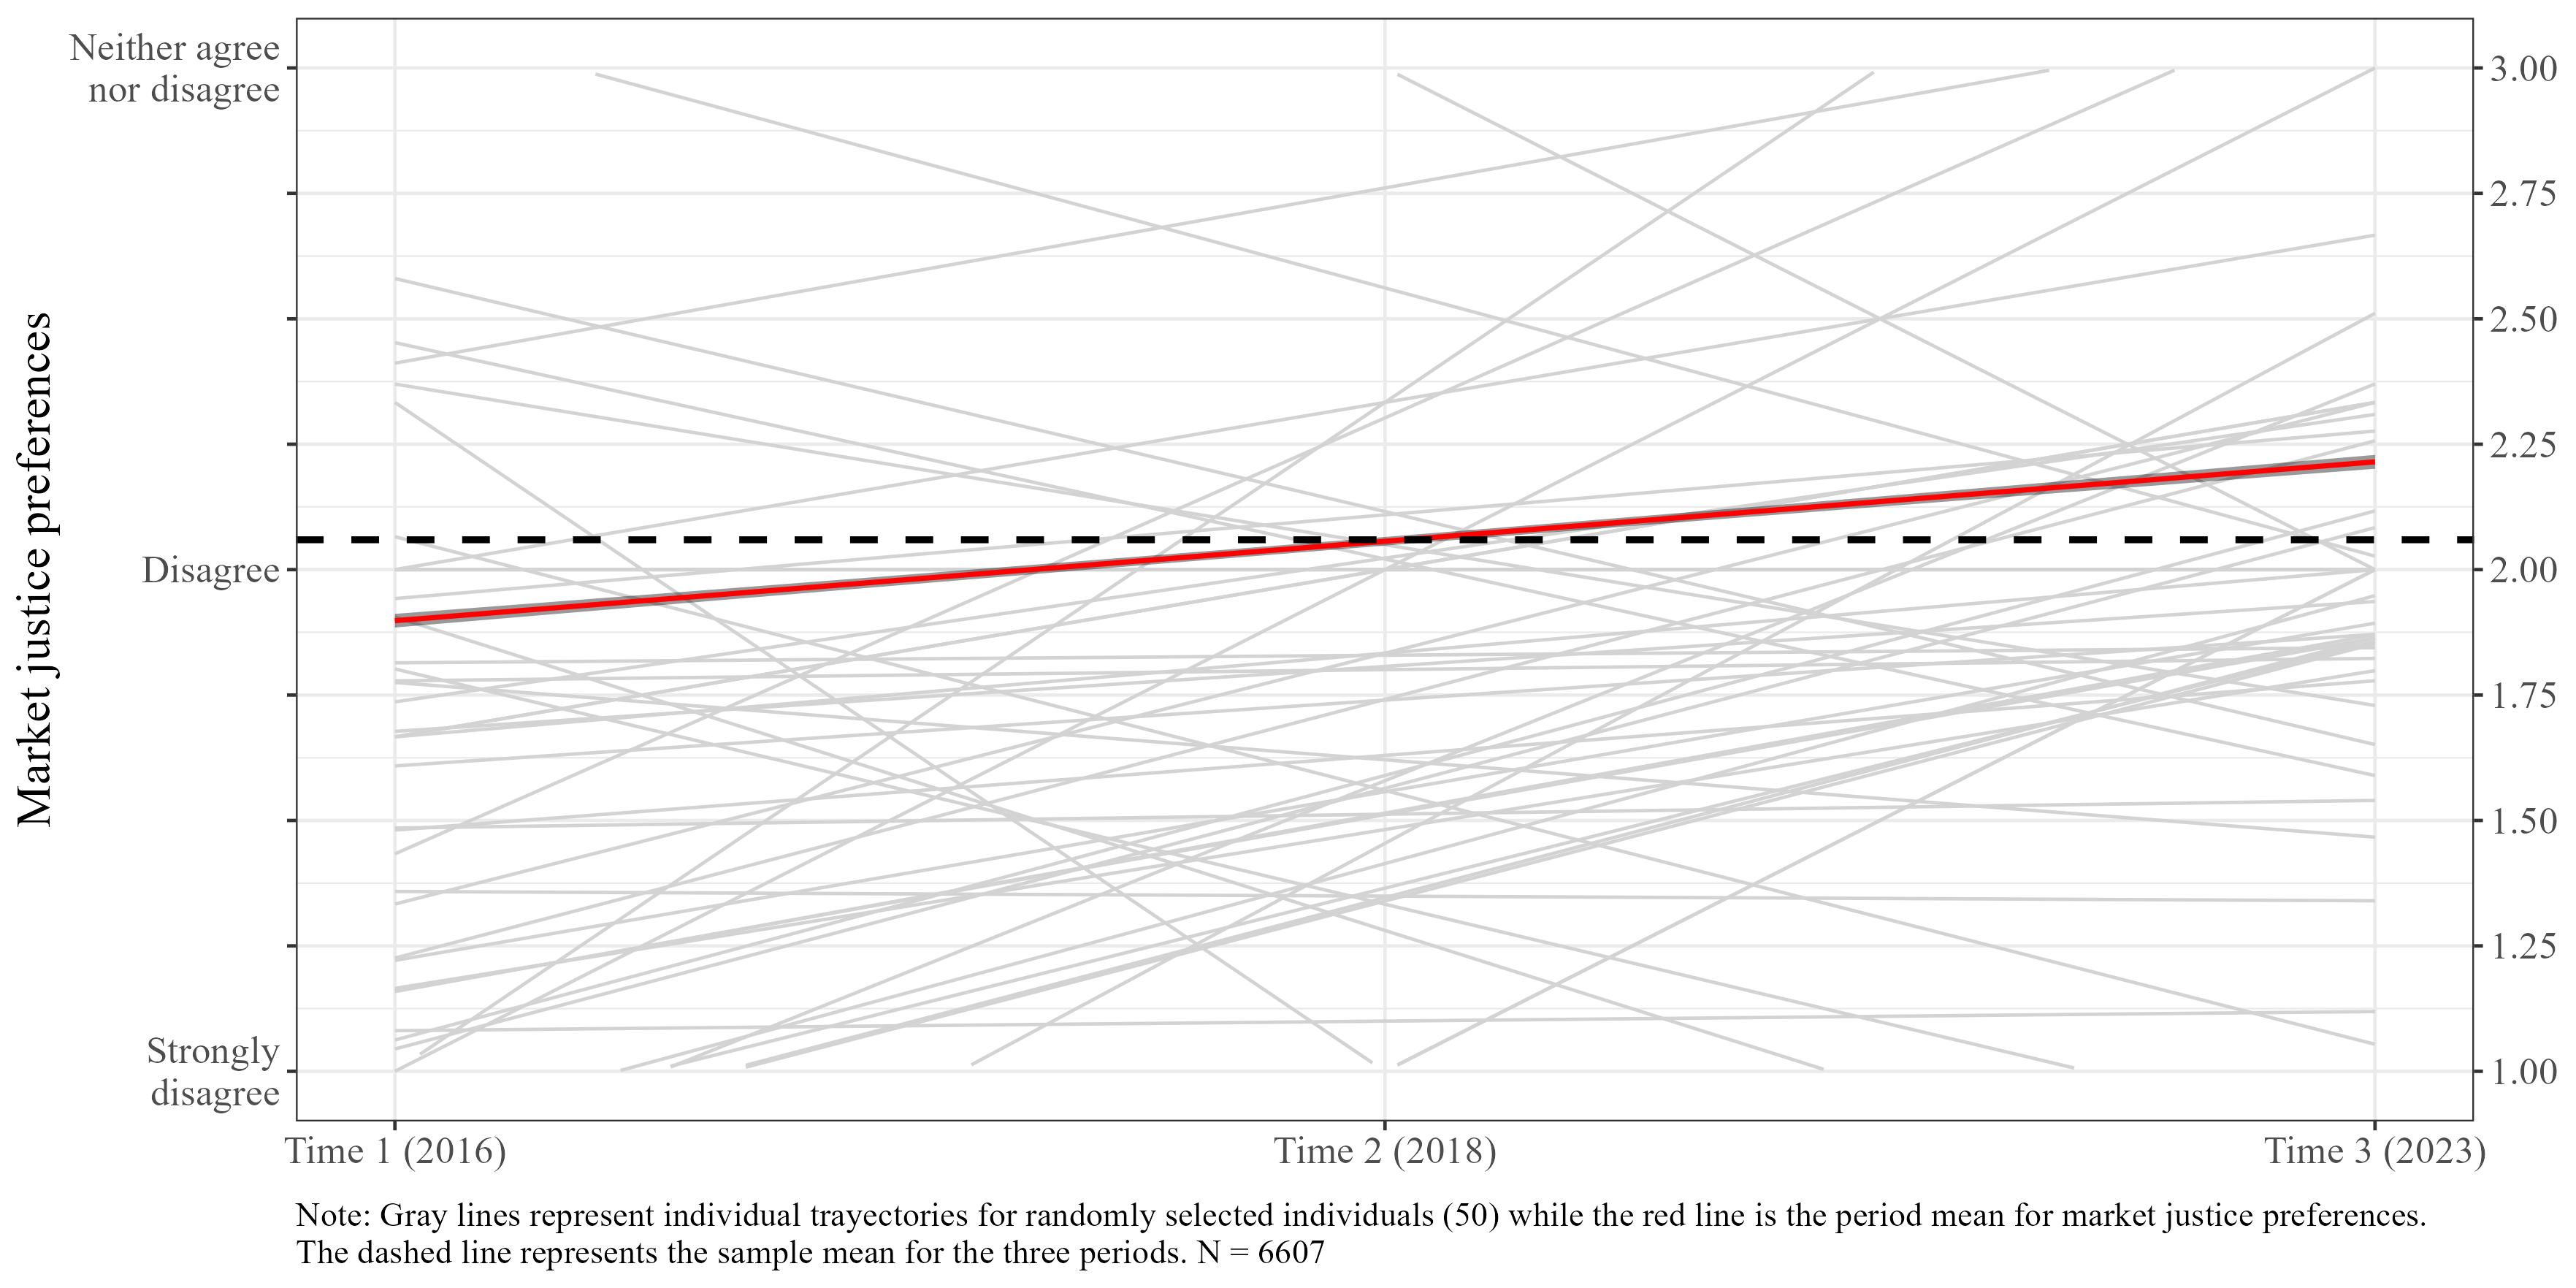 Neither agree
nor disagree
Disagree
Strongly
disagree
Market justice preferences
3.00
2.75
2.50
2.25
2.00
1.75
1.50
1.25
1.00
Time 1 (2016)
Time 2 (2018)
Time 3 (2023)
Note: Gray lines represent individual trayectories for randomly selected individuals (50) while the red line is the period mean for market justice preferences.
The dashed line represents the sample mean for the three periods. N = 6607